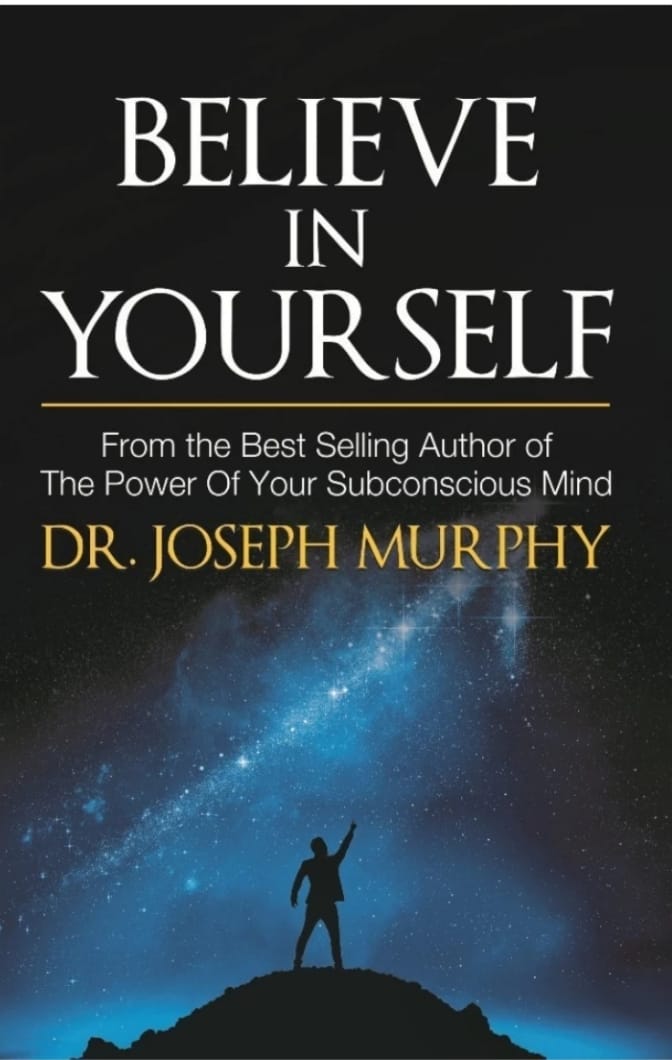 BELIEVE
IN
YOURSELF
From the Best Selling Author of
The Power Of Your Subconscious Mind
DR. JOSEPH MURPHY